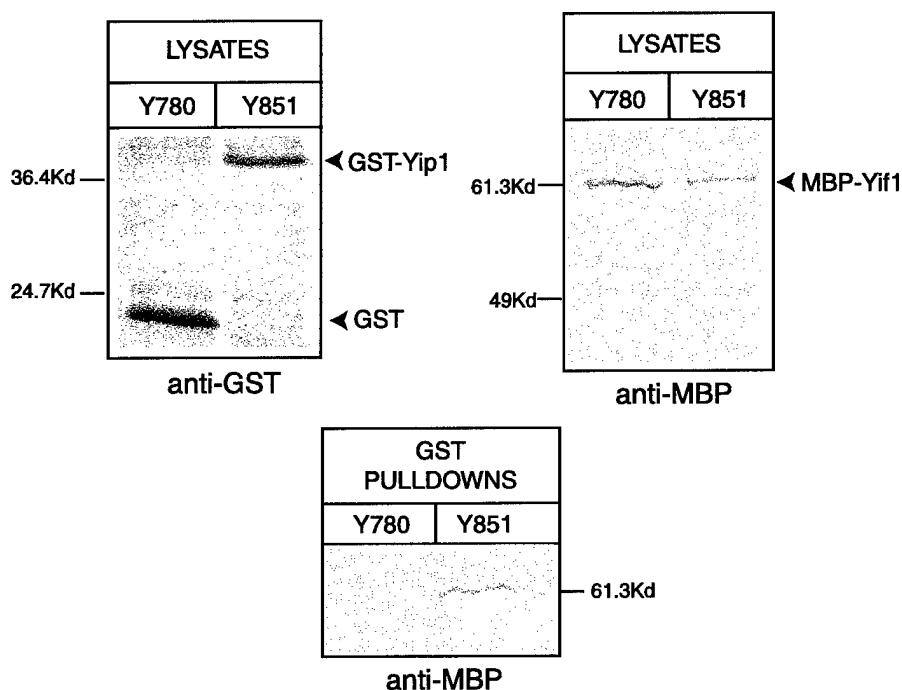 LYSATES
Y780 Y851
GST-Yip1
36.4Kd
24.7Kd
GST
anti-GST
LYSATES
Y780 Y851
61.3Kd
MBP-Yif1
49Kd
anti-MBP
GST
PULLDOWNS
Y780 Y851
61.3Kd
anti-MBP